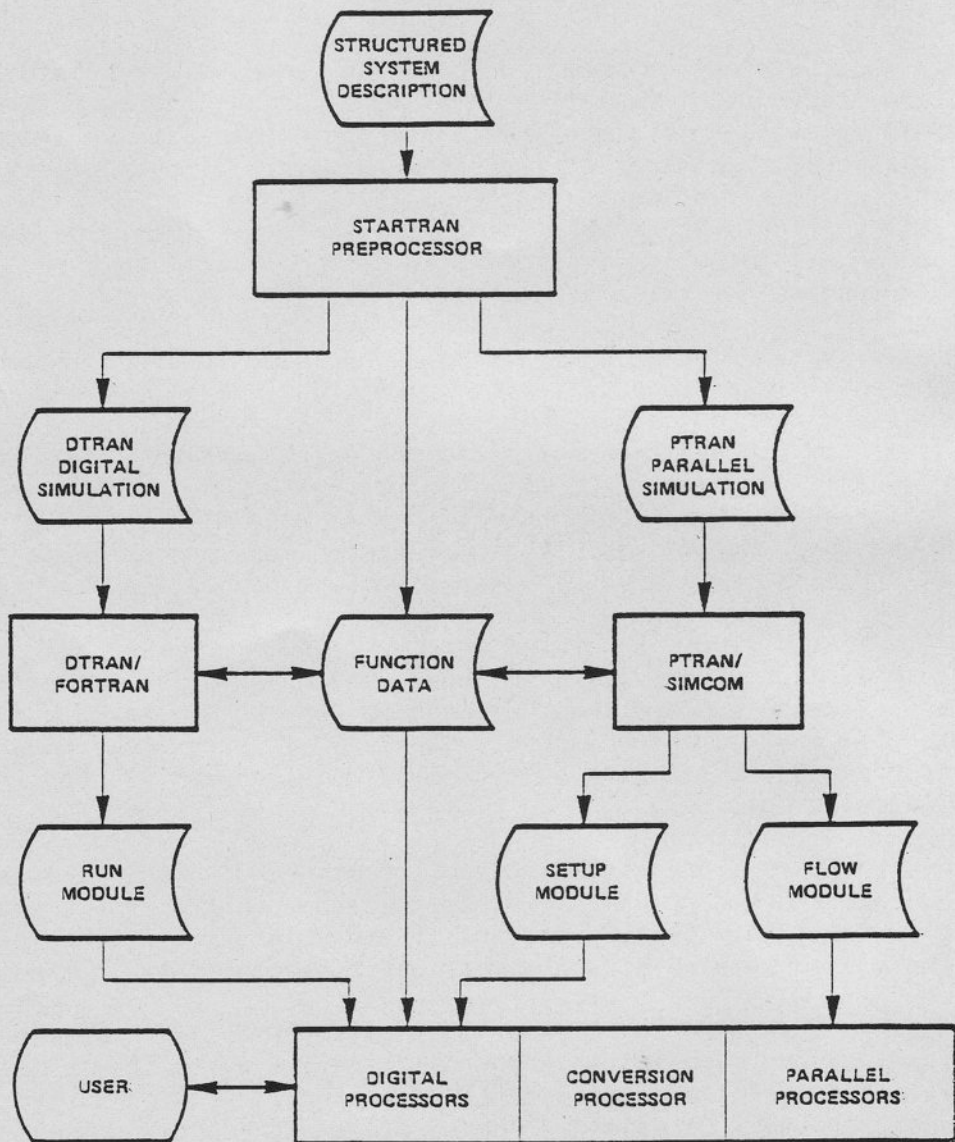 STRUCTURED
SYSTEM
DESCRIPTION
STARTRAN
PREPROCESSOR
DTRAN
DIGITAL
SIMULATION
PTRAN
PARALLEL
SIMULATION
DTRAN/
FORTRAN
FUNCTION
DATA
PTRAN/
SIMCOM
RUN
MODULE
SETUP
MODULE
FLOW
MODULE
USER
DIGITAL
PROCESSORS
CONVERSION
PROCESSOR
PARALLEL
PROCESSORS